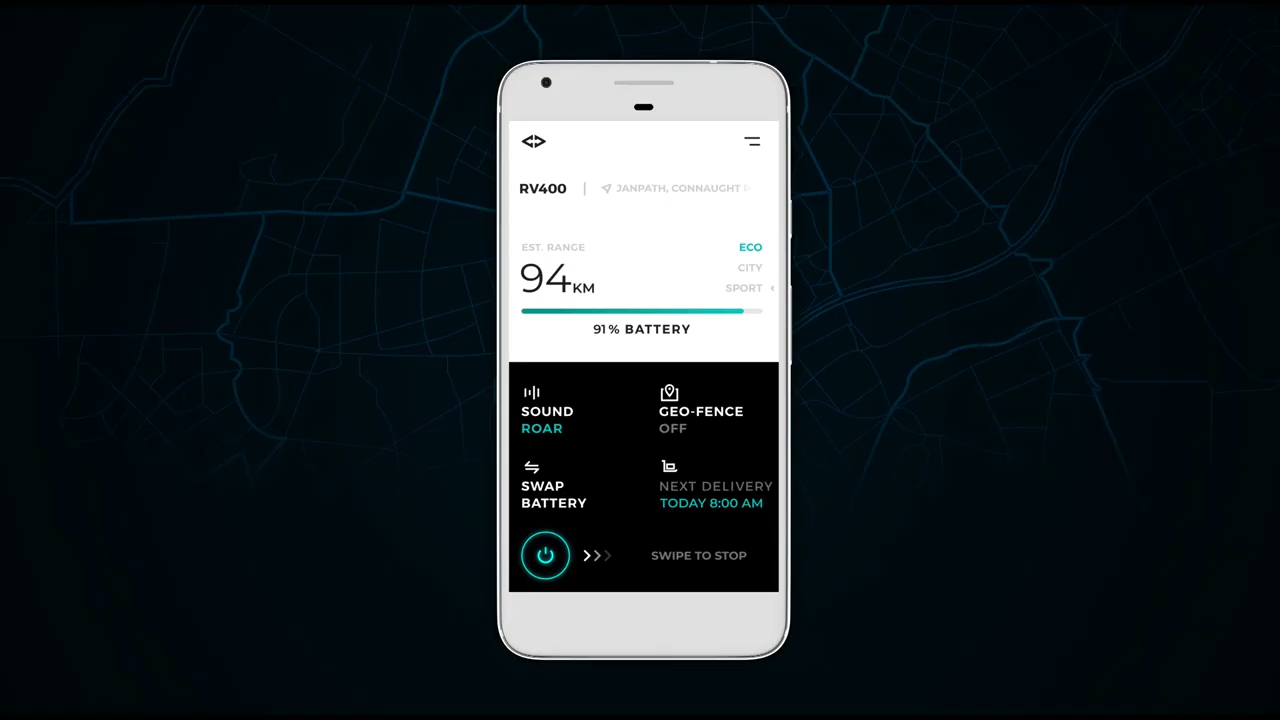 RV400 | JANPATH, CONNAUGHT
EST. RANGE
94KM
ECO
CITY
SPORT
91% BATTERY
SOUND
ROAR
GEO-FENCE
OFF
SWAP
BATTERY
NEXT DELIVERY
TODAY 8:00 AM
SWIPE TO STOP